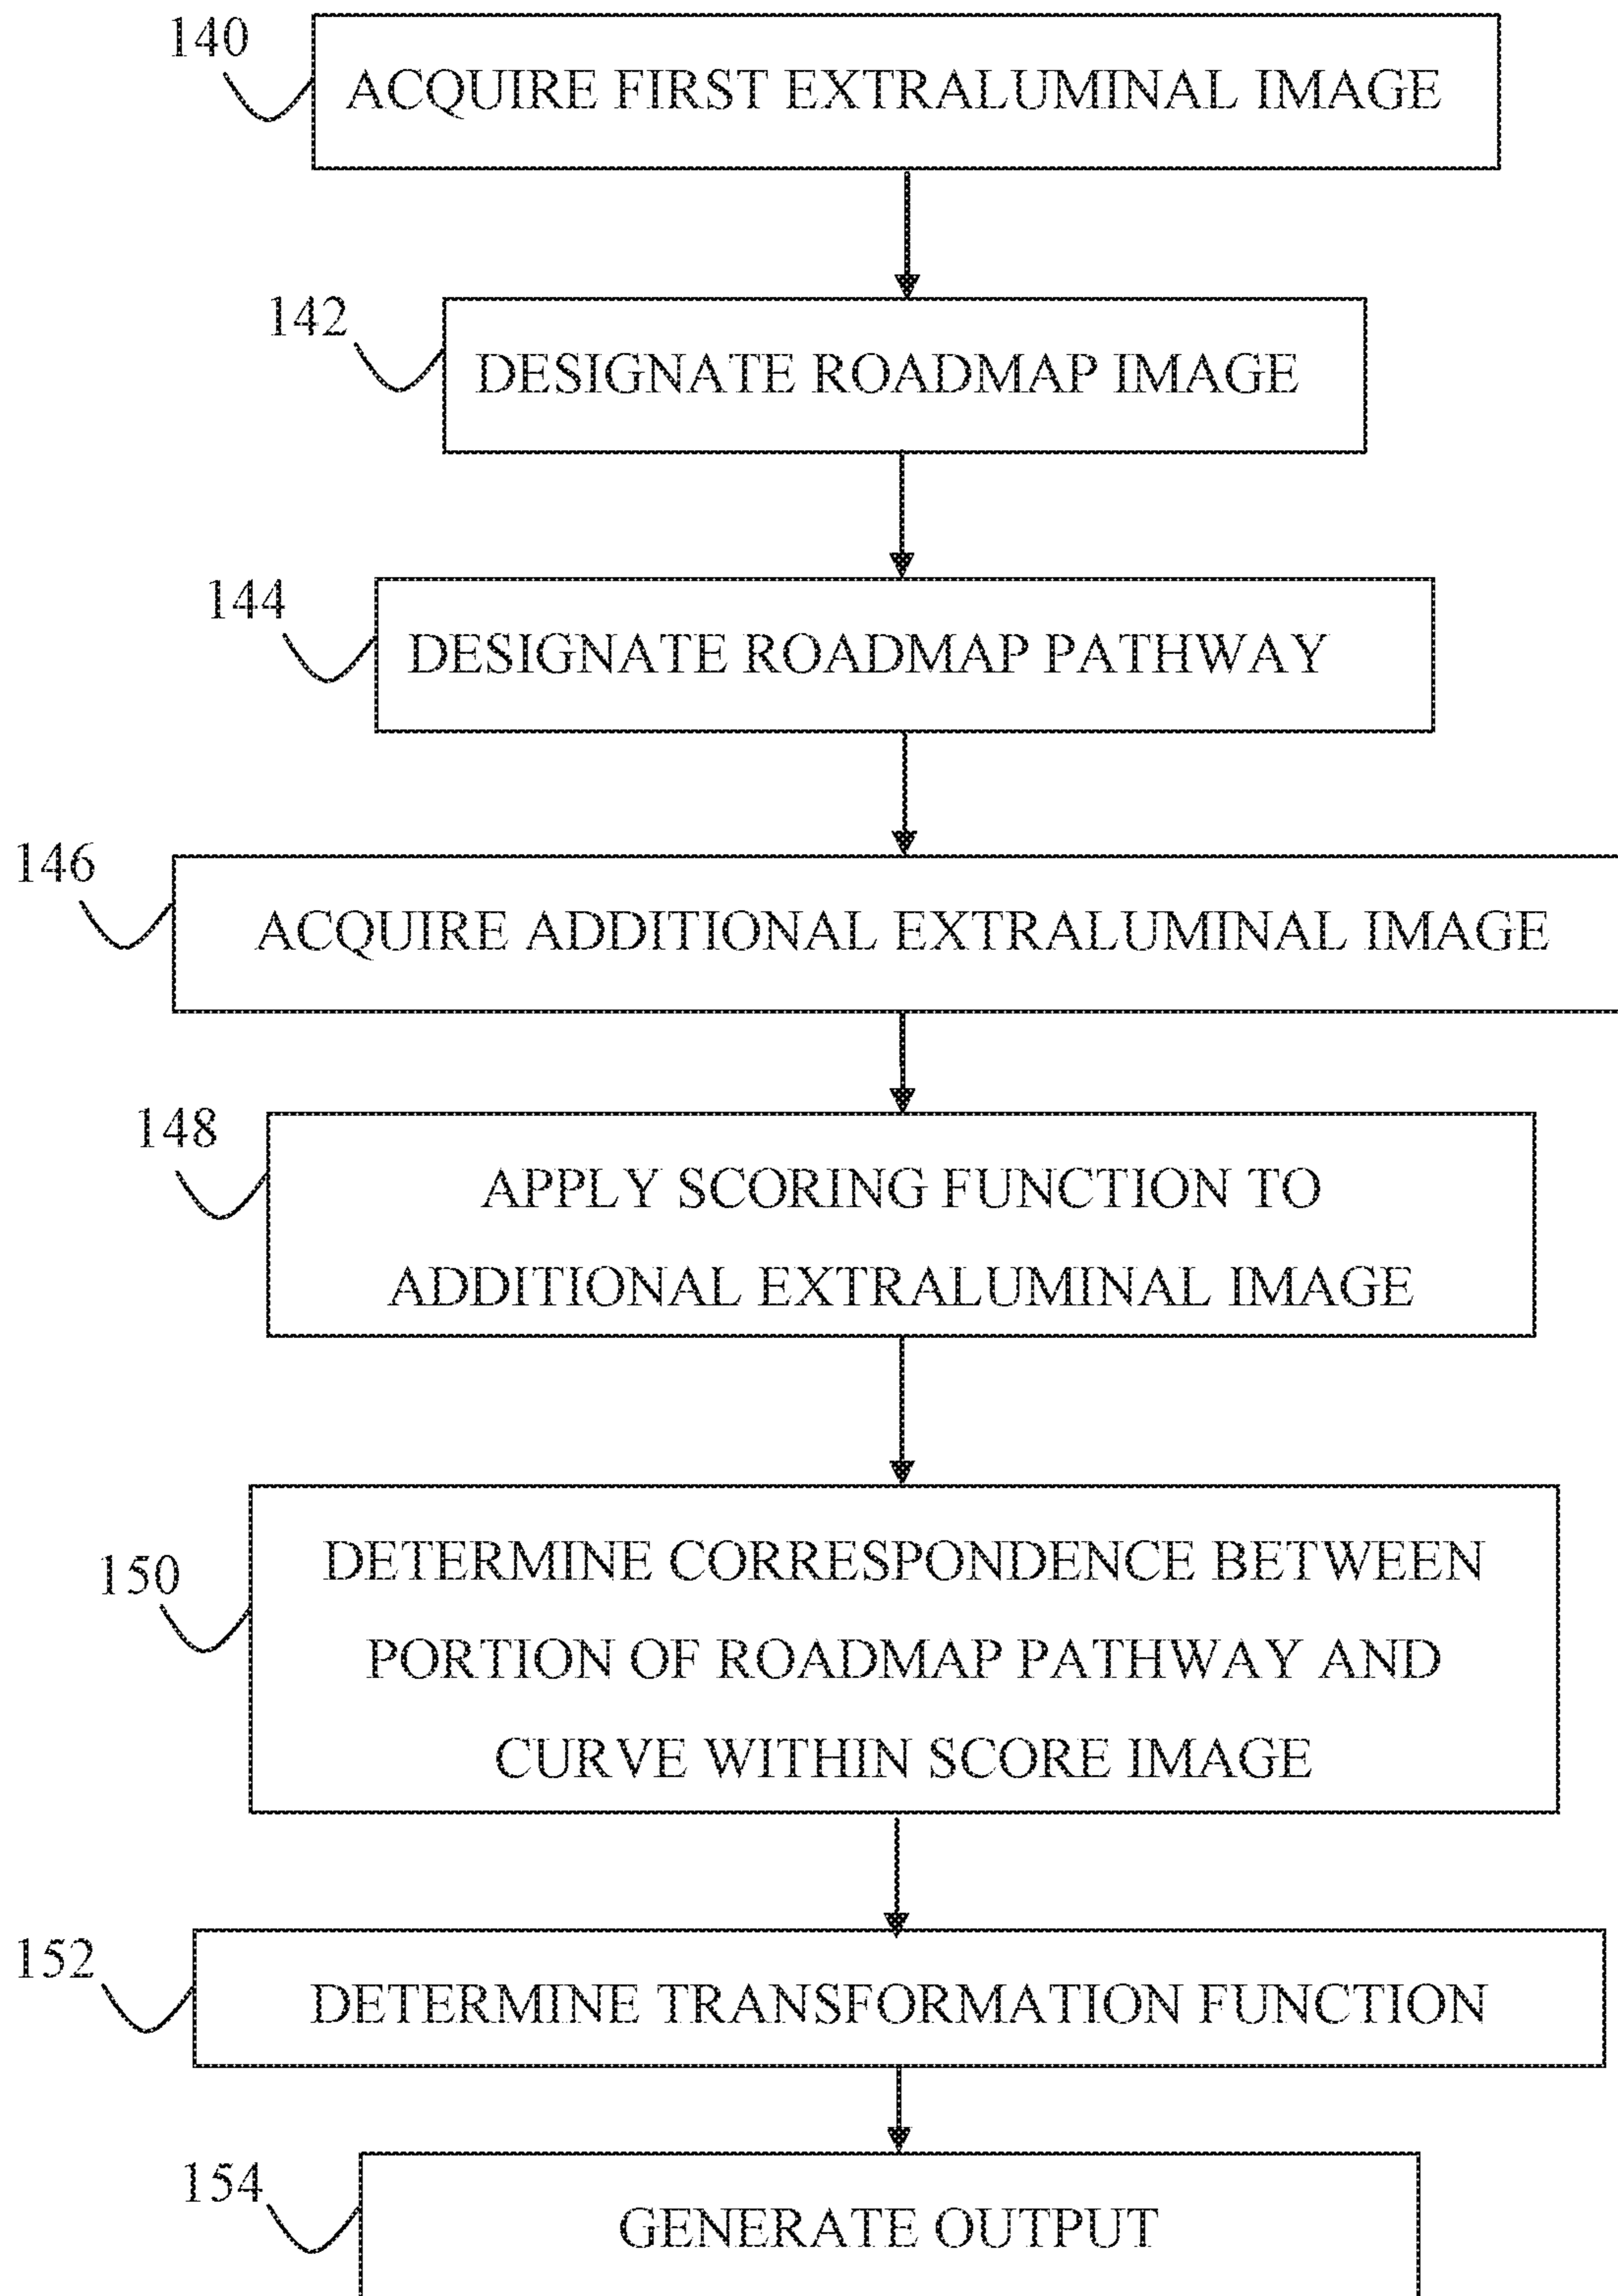 140
ACQUIRE FIRST EXTRALUMINAL IMAGE
142
DESIGNATE ROADMAP IMAGE
144
DESIGNATE ROADMAP PATHWAY
146
ACQUIRE ADDITIONAL EXTRALUMINAL IMAGE
148
APPLY SCORING FUNCTION TO
ADDITIONAL EXTRALUMINAL IMAGE
150
DETERMINE CORRESPONDENCE BETWEEN
PORTION OF ROADMAP PATHWAY AND
CURVE WITHIN SCORE IMAGE
152
DETERMINE TRANSFORMATION FUNCTION
154
GENERATE OUTPUT